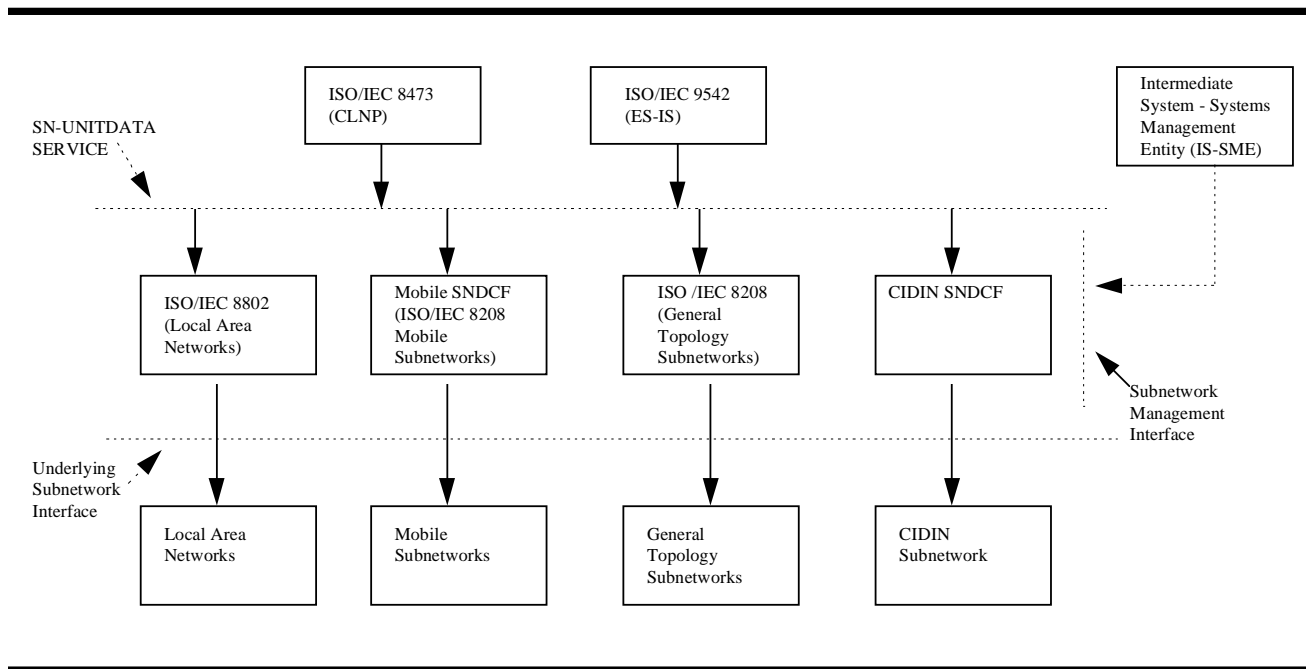 ISO/IEC 8473
(CLNP)
ISO/IEC 9542
(ES-IS)
Intermediate
System - Systems
Management
Entity (IS-SME)
SN-UNITDATA
SERVICE
ISO/IEC 8802
(Local Area
Networks)
Mobile SNDCF
(ISO/IEC 8208
Mobile
Subnetworks)
ISO /IEC 8208
(General
Topology
Subnetworks)
CIDIN SNDCF
Subnetwork
Management
Interface
Underlying
Subnetwork
Interface
Local Area
Networks
Mobile
Subnetworks
General
Topology
Subnetworks
CIDIN
Subnetwork